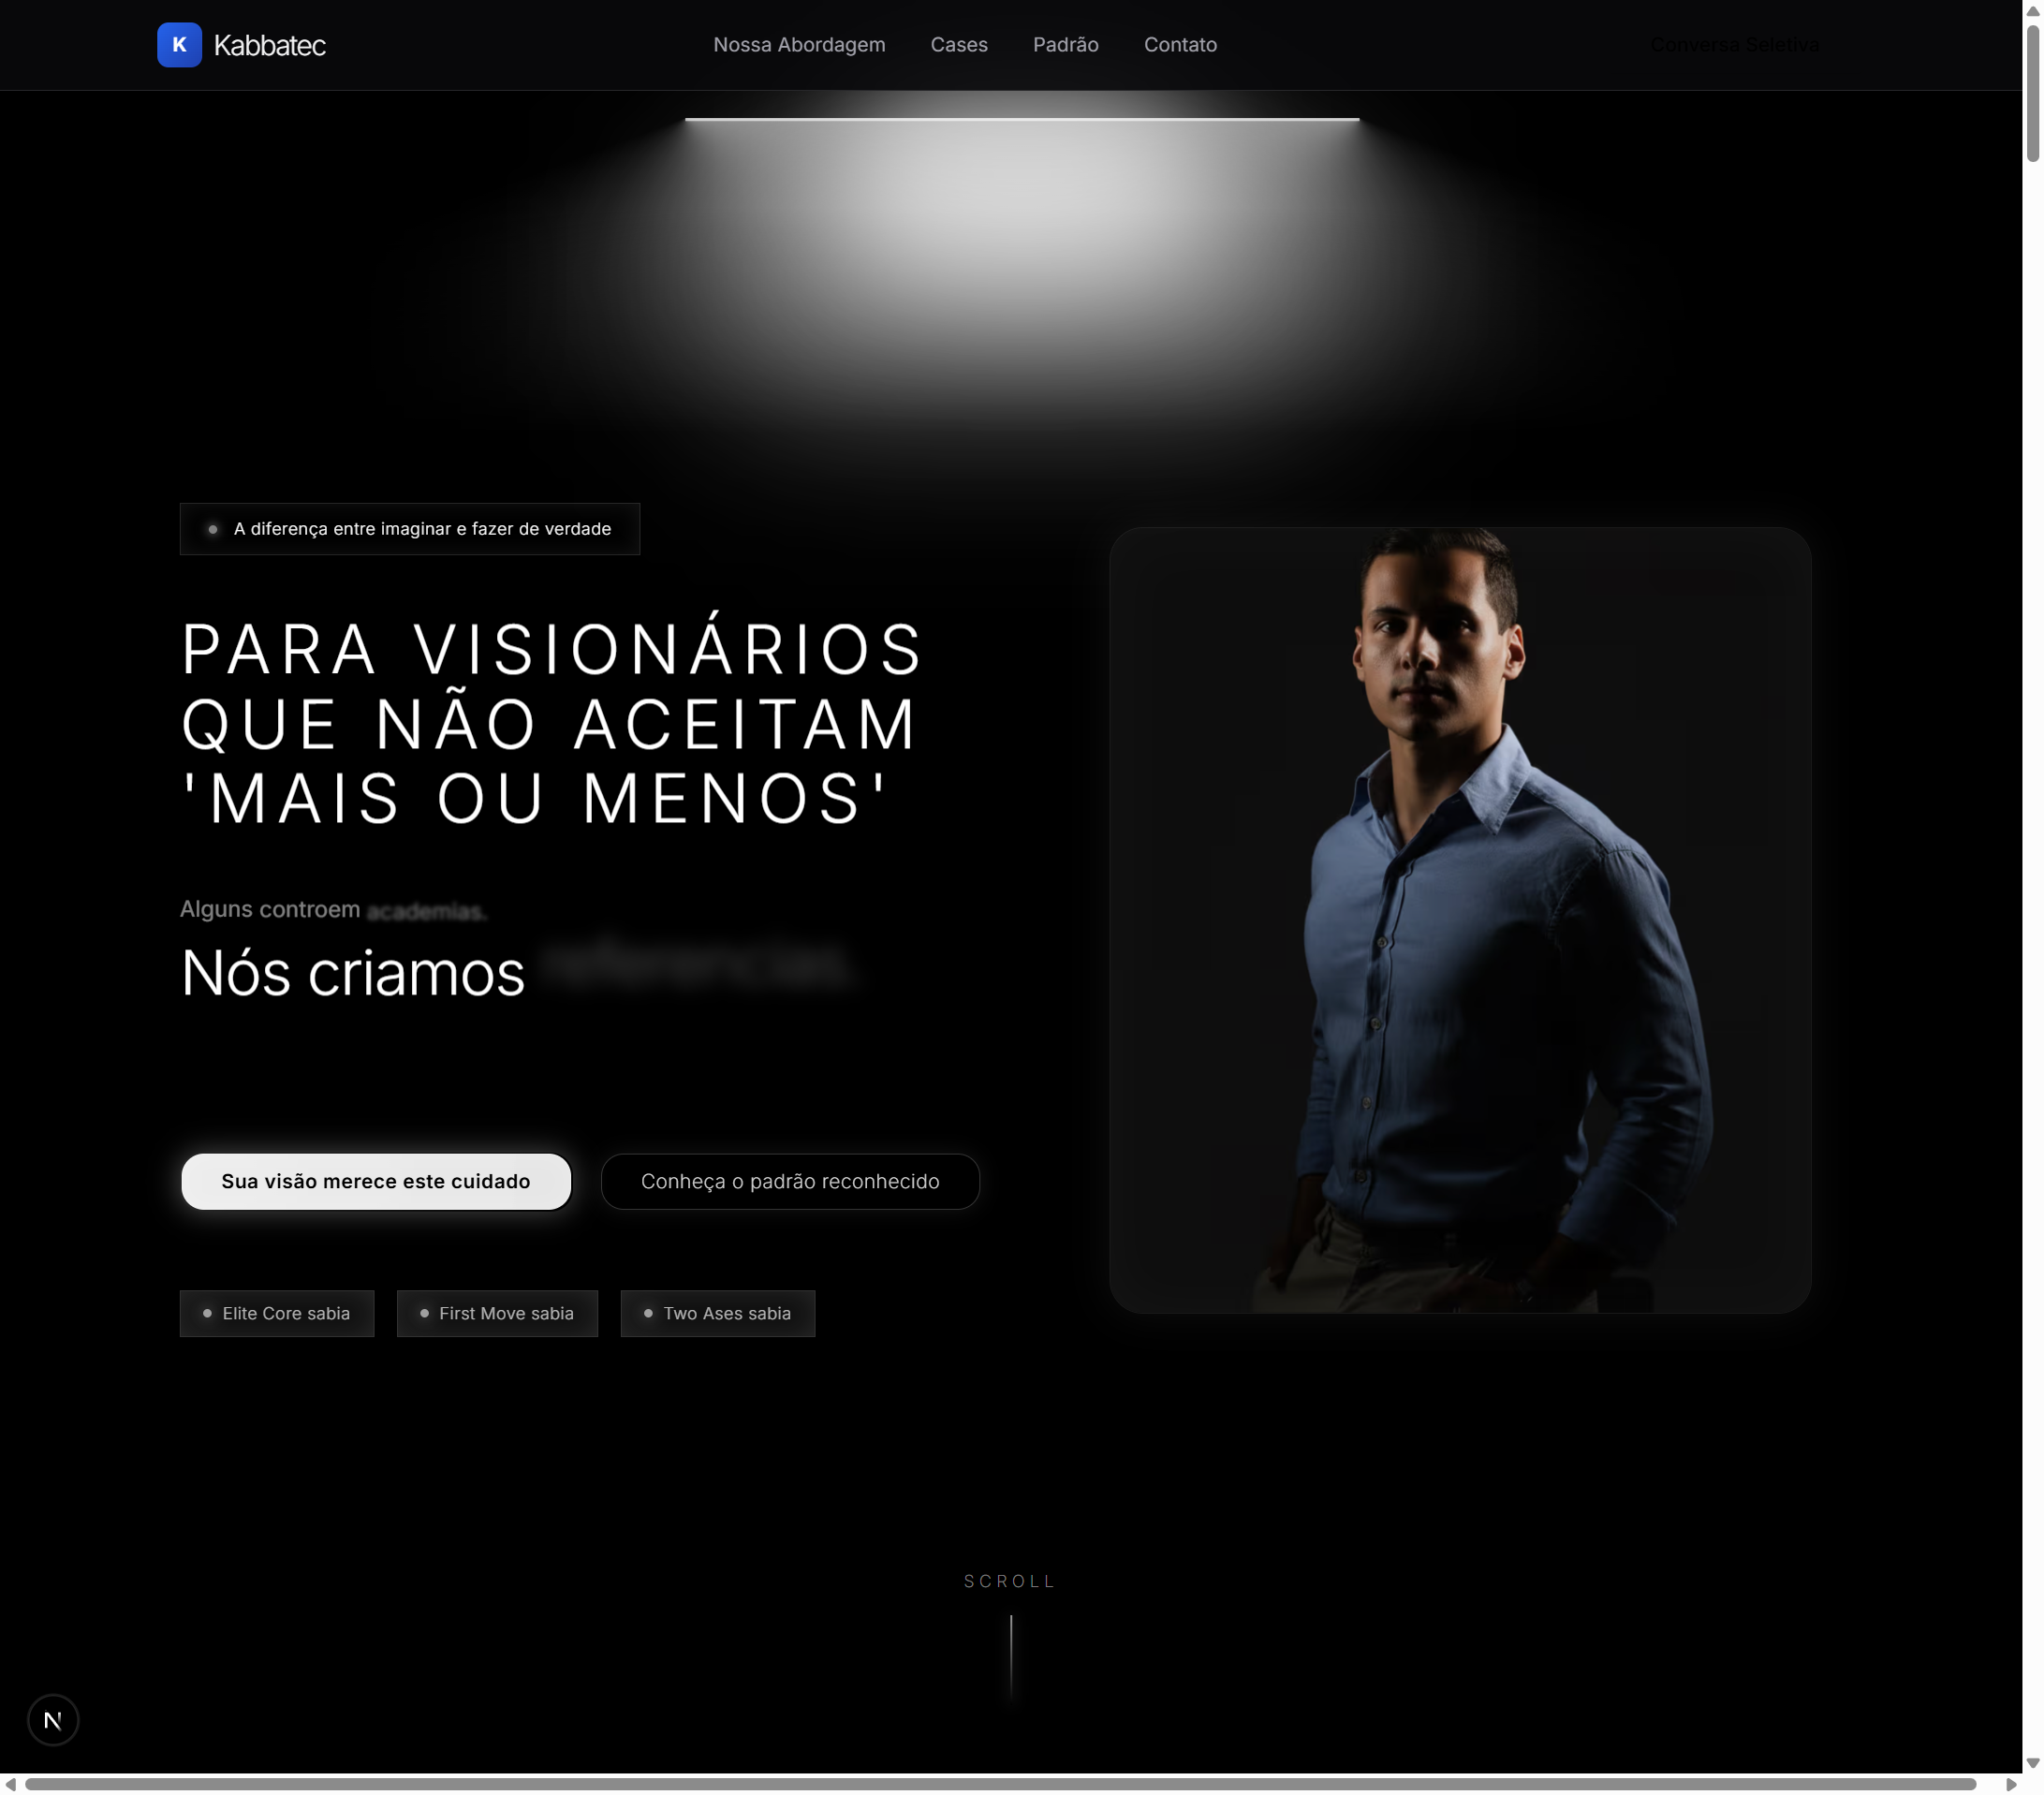 K Kabbatec
Nossa Abordagem Cases Padrão Contato
Conversa Seletiva
A diferença entre imaginar e fazer de verdade
PARA VISIONÁRIOS
QUE NÃO ACEITAM
'MAIS OU MENOS'
Alguns controem academias.
Nós criamos referencias.
Sua visão merece este cuidado
Conheça o padrão reconhecido
Elite Core sabia
First Move sabia
Two Ases sabia
SCROLL
N